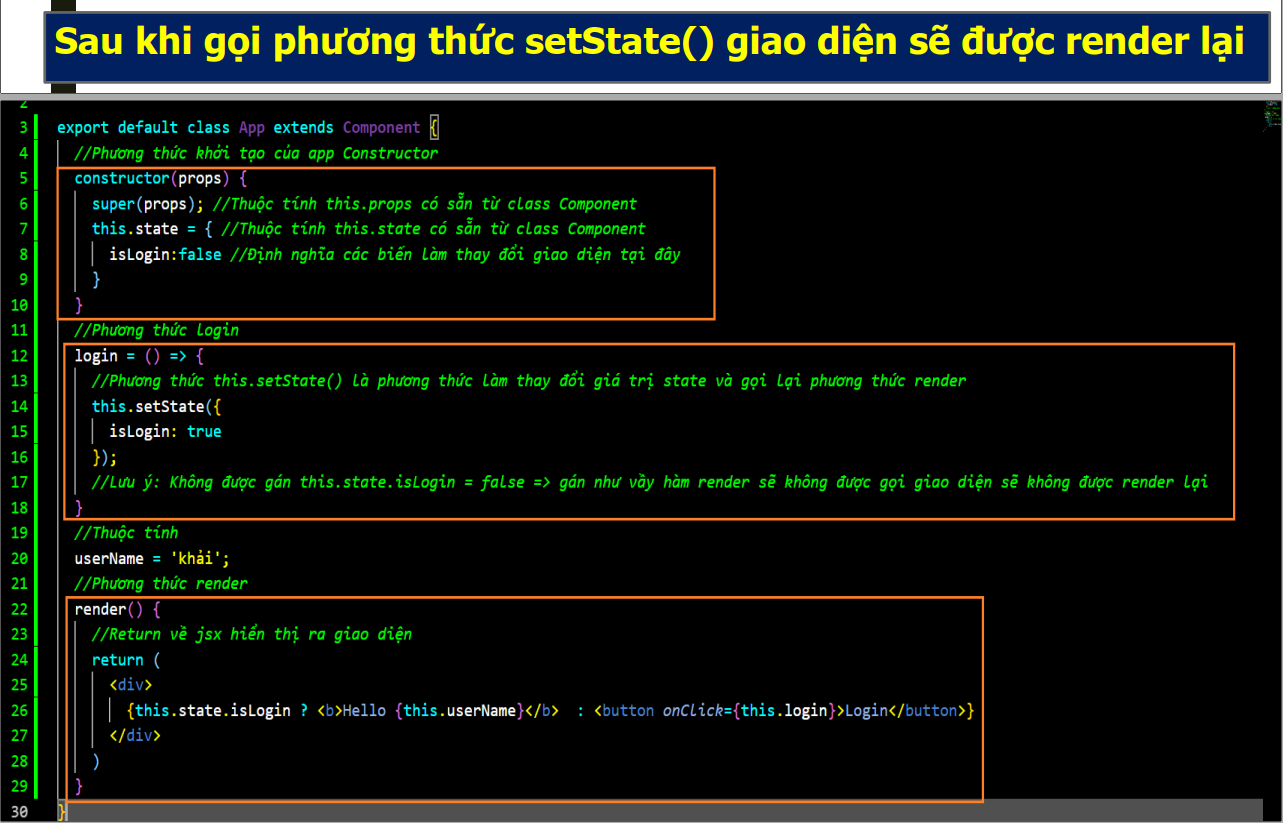 Sau khi gọi phương thức setState() giao diện sẽ được render lại
2
3 export default class App extends Component {
4 //Phương thức khởi tạo của app Constructor
5 constructor(props) {
6 super(props); //Thuộc tính this.props có sẵn từ class Component
7 this.state = { //Thuộc tính this.state có sẵn từ class Component
8 isLogin:false //Định nghĩa các biến làm thay đổi giao diện tại đây
9 }
10 }
11 //Phương thức login
12 login = () => {
13 //Phương thức this.setState() là phương thức làm thay đổi giá trị state và gọi lại phương thức render
14 this.setState({
15 isLogin: true
16 });
17 //Lưu ý: Không được gán this.state.isLogin = false => gán như vầy hàm render sẽ không được gọi giao diện sẽ không được render lại
18 }
19 //Thuộc tính
20 userName = 'khải';
21 //Phương thức render
22 render() {
23 //Return về jsx hiển thị ra giao diện
24 return (
25 <div>
26 {this.state.isLogin ? <b>Hello {this.userName}</b> : <button onClick={this.login}>Login</button>}
27 </div>
28 )
29 }
30 }